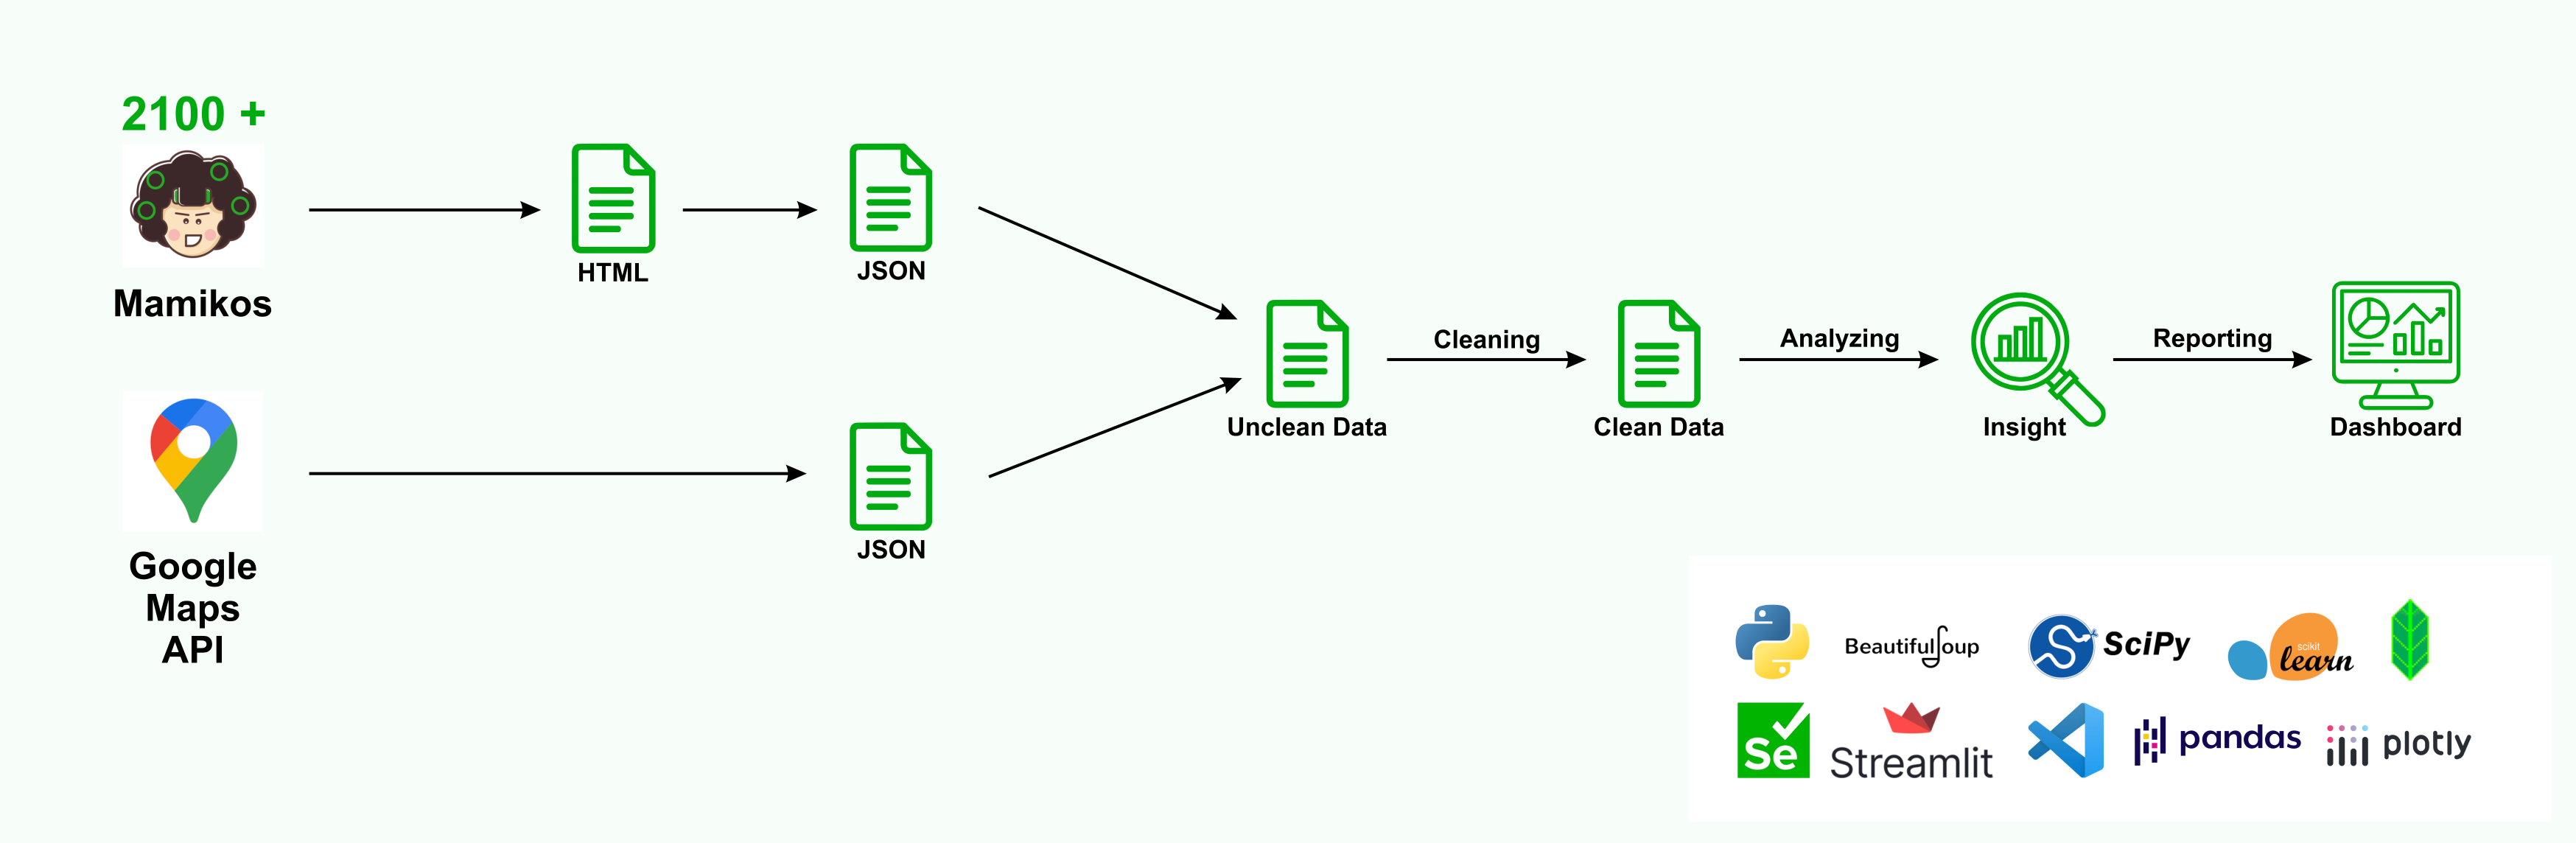 2100 +
Mamikos
HTML
JSON
Google
Maps
API
JSON
Unclean Data
Cleaning
Clean Data
Analyzing
Insight
Reporting
Dashboard
BeautifulSoup
SciPy
scikit
learn
Se
Streamlit
pandas
plotly